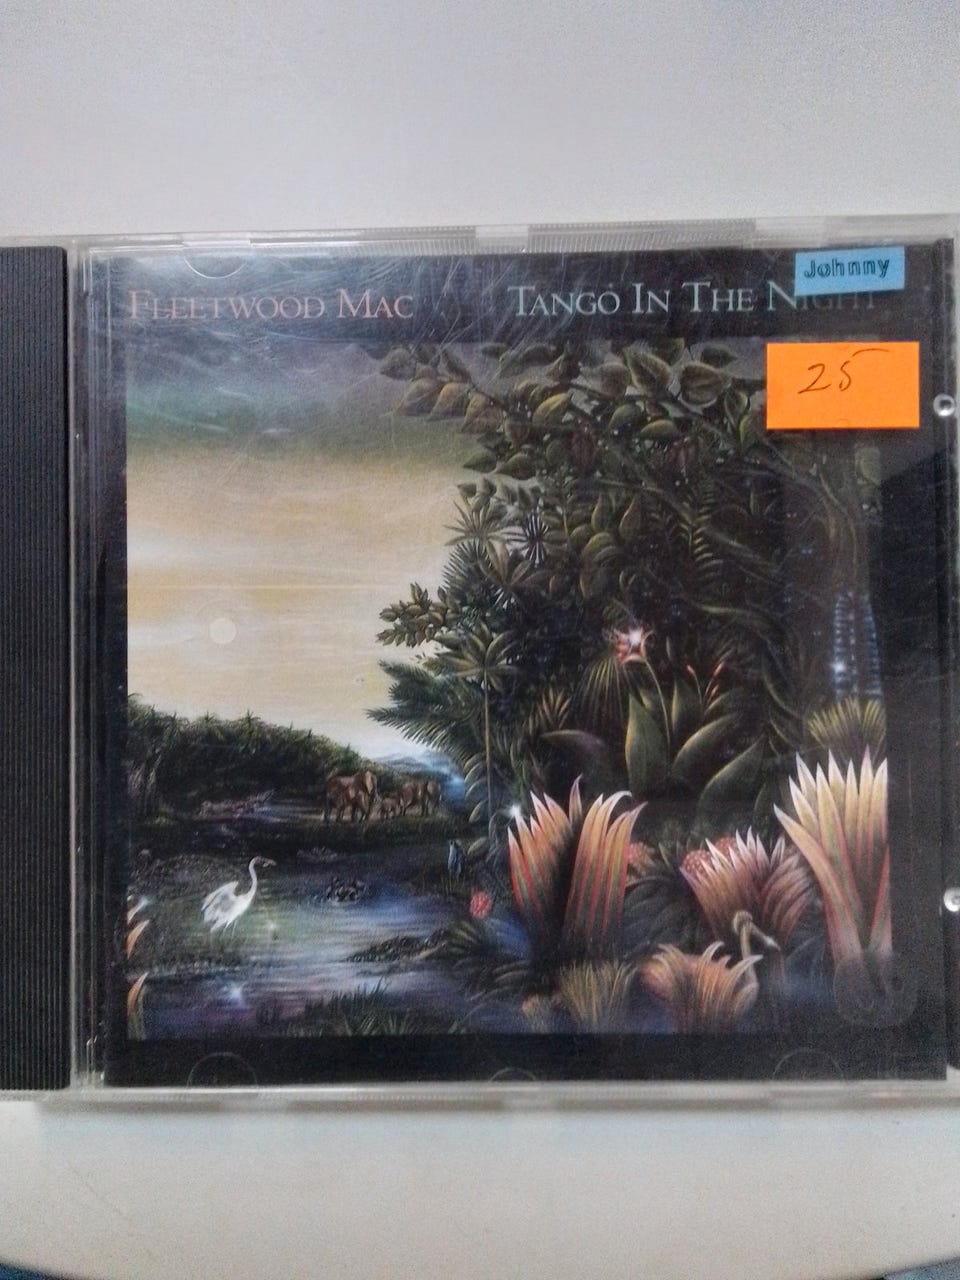 Johnny
FLEETWOOD MAC TANGO IN THE NIGHT
25